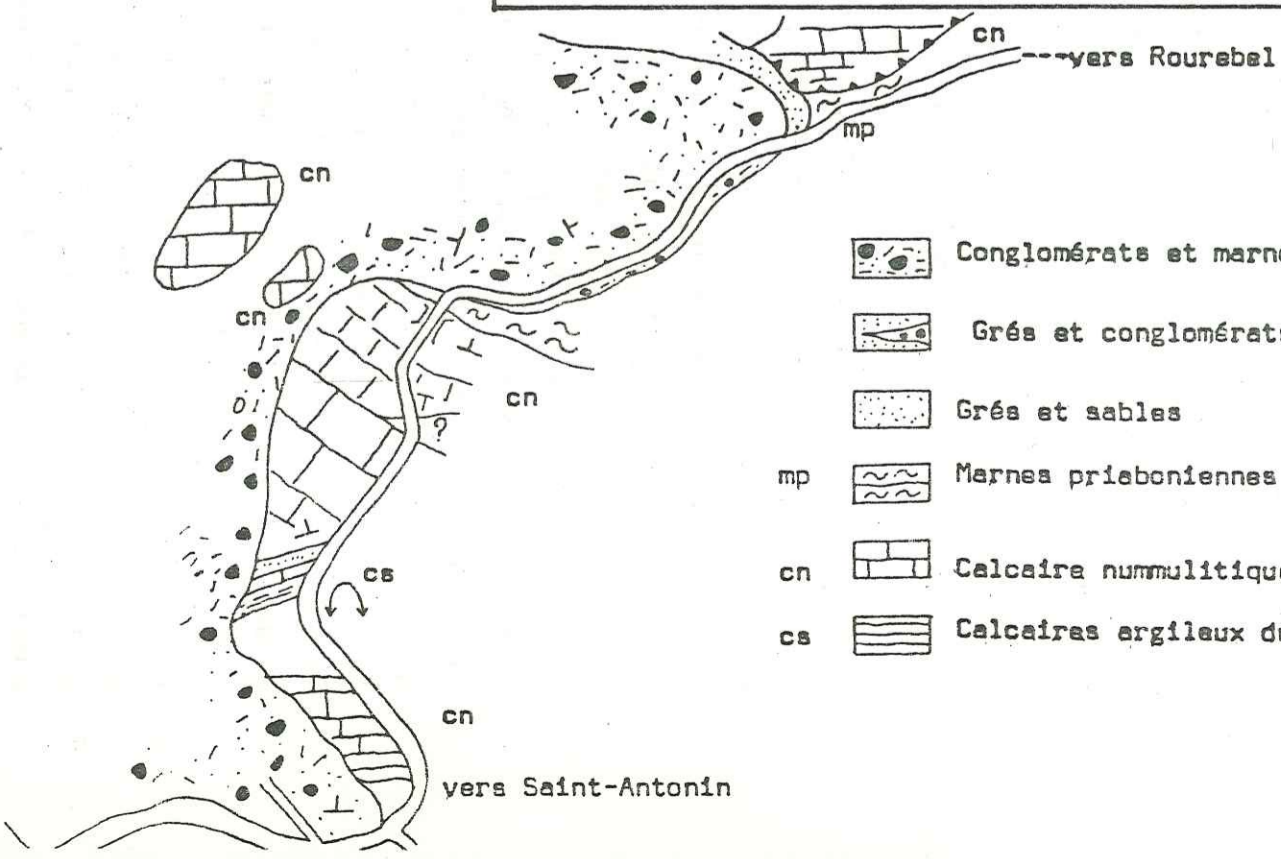 cn
---vers Rourebel
mp
cn
cn
cn
?
cs
cn
vers Saint-Antonin
Conglomérats et marne
Grés et conglomérats
Grés et sables
mp Marnes priaboniennes
cn Calcaire nummulitique
cs Calcaires argileux du